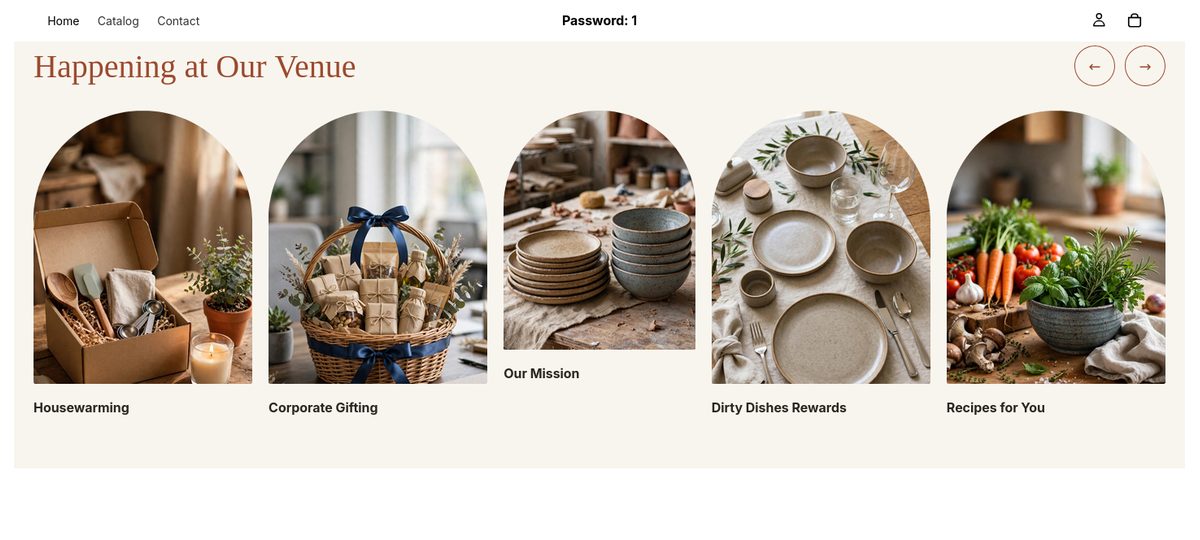 Home
Catalog
Contact
Password: 1
Happening at Our Venue
← →
Housewarming
Corporate Gifting
Our Mission
Dirty Dishes Rewards
Recipes for You